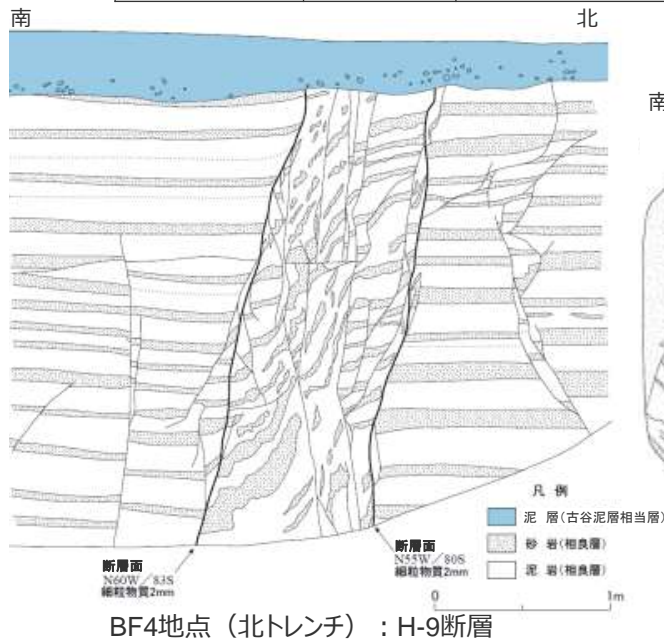 南
北
南
断層面
N60W/83S
細粒物質2mm
断層面
N55W/80S
細粒物質2mm
凡 例
泥 層(古谷泥層相当層)
砂 岩(相良層)
泥 岩(相良層)
0
1m
BF4地点（北トレンチ）：H-9断層